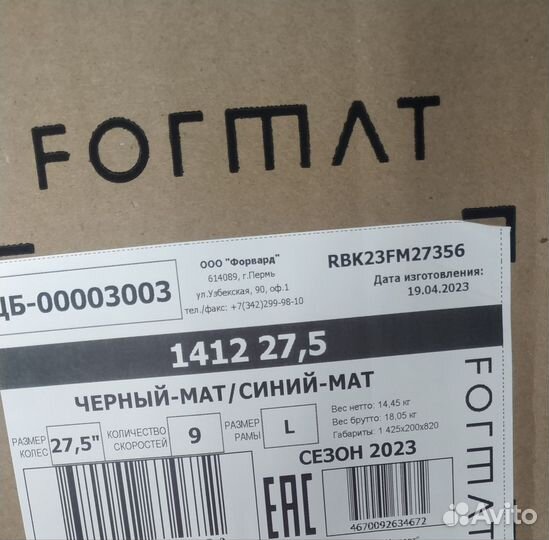 FORMAT
ЦБ-00003003
ООО "Форвард"
614089, г.Пермь
ул.Узбекская, 90, оф.1
тел./факс: +7(342)299-98-10
RBK23FM27356
Дата изготовления:
19.04.2023
1412 27,5
ЧЕРНЫЙ-МАТ/СИНИЙ-МАТ
РАЗМЕР
КОЛЕС
27,5"
КОЛИЧЕСТВО
СКОРОСТЕЙ
9
РАЗМЕР
РАМЫ
L
Вес нетто: 14,45 кг
Вес брутто: 18,05 кг
Габариты: 1 425x200x820
СЕЗОН 2023
EAC
4670092634672
FORMAT
Avito